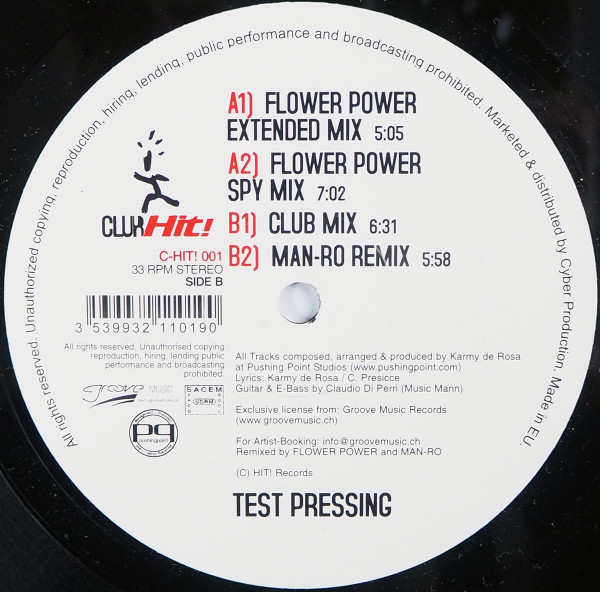 All rights reserved. Unauthorized copying, reproduction, hiring, lending, public performance and broadcasting prohibited. Marketed & distributed by Cyber Production. Made in EU.
A1) FLOWER POWER
EXTENDED MIX 5:05
A2) FLOWER POWER
SPY MIX 7:02
B1) CLUB MIX 6:31
B2) MAN-RO REMIX 5:58
CLUB Hit!
C-HIT! 001
33 RPM STEREO
SIDE B
3 539932 110190
All rights reserved. Unauthorised copying
reproduction, hiring, lending public
performance and broadcasting
prohibited.
groove MUSIC
SACEM
pushingpoint
All Tracks composed, arranged & produced by Karmy de Rosa
at Pushing Point Studios (www.pushingpoint.com)
Lyrics: Karmy de Rosa / C. Presicce
Guitar & E-Bass by Claudio Di Perri (Music Mann)
Exclusive license from: Groove Music Records
(www.groovemusic.ch)
For Artist-Booking: info@groovemusic.ch
Remixed by FLOWER POWER and MAN-RO
(C) HIT! Records
TEST PRESSING